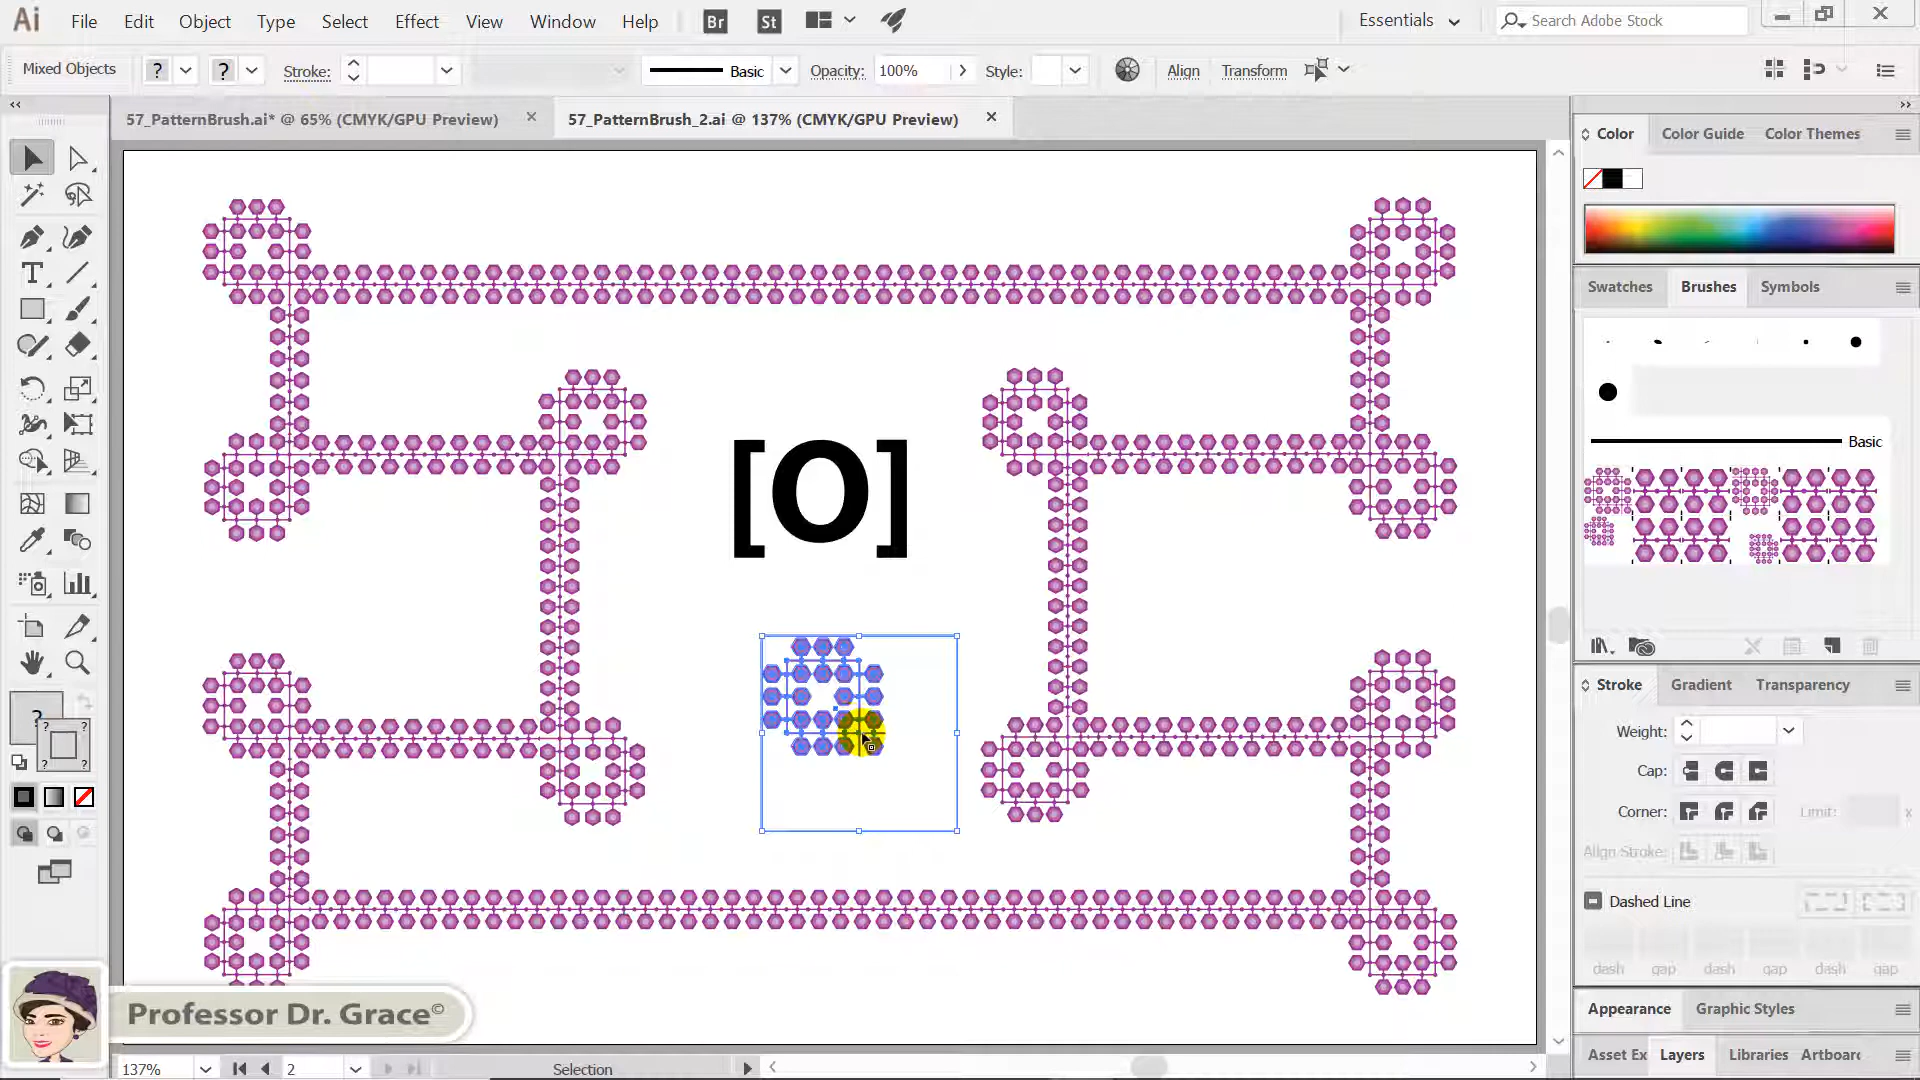 Ai File Edit Object Type Select Effect View Window Help Br St Essentials Search Adobe Stock
Mixed Objects ? ? Stroke: Basic Opacity: 100% Style: Align Transform
57_PatternBrush.ai* @ 65% (CMYK/GPU Preview) 57_PatternBrush_2.ai @ 137% (CMYK/GPU Preview)
Color Color Guide Color Themes
Swatches Brushes Symbols
Basic
[O]
Stroke Gradient Transparency
Weight:
Cap:
Corner: Limit: x
Align Stroke:
Dashed Line
dash gap dash gap dash gap
Professor Dr. Grace©
Appearance Graphic Styles
Asset Ex Layers Libraries Artboard
137% 2 Selection